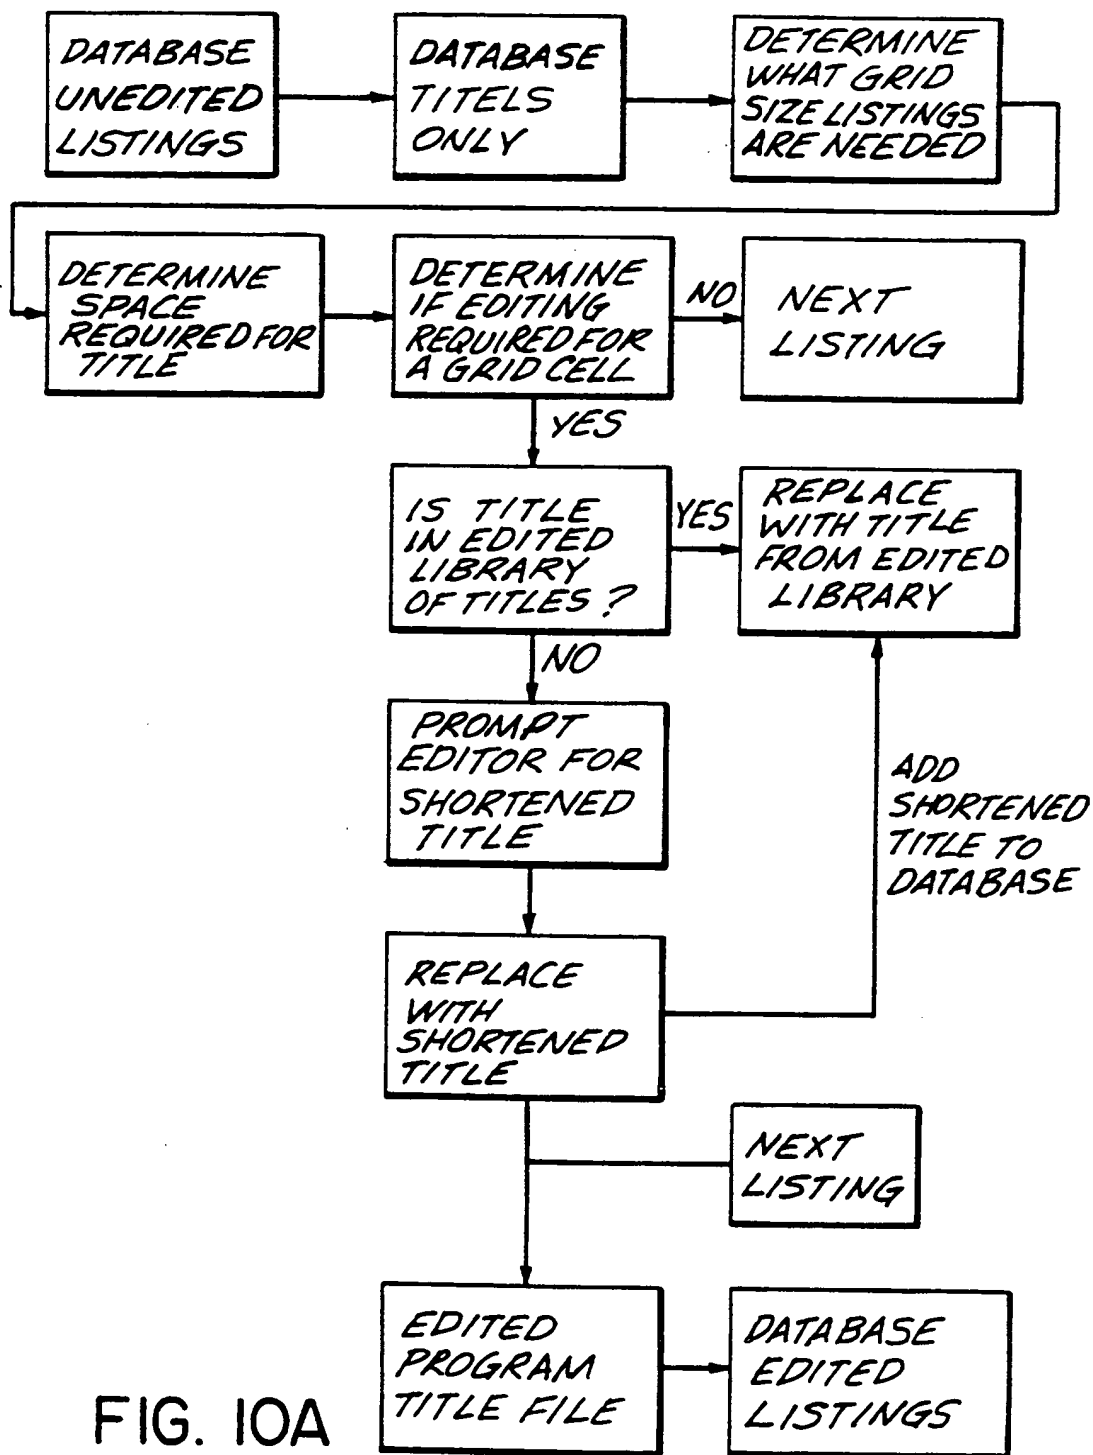 DATABASE
UNEDITED
LISTINGS
DATABASE
TITELS
ONLY
DETERMINE
WHAT GRID
SIZE LISTINGS
ARE NEEDED
DETERMINE
SPACE
REQUIRED FOR
TITLE
DETERMINE
IF EDITING
REQUIRED FOR
A GRID CELL
NO
NEXT
LISTING
YES
IS TITLE
IN EDITED
LIBRARY
OF TITLES?
YES
REPLACE
WITH TITLE
FROM EDITED
LIBRARY
NO
PROMPT
EDITOR FOR
SHORTENED
TITLE
ADD
SHORTENED
TITLE TO
DATABASE
REPLACE
WITH
SHORTENED
TITLE
NEXT
LISTING
EDITED
PROGRAM
TITLE FILE
DATABASE
EDITED
LISTINGS
FIG. 10A